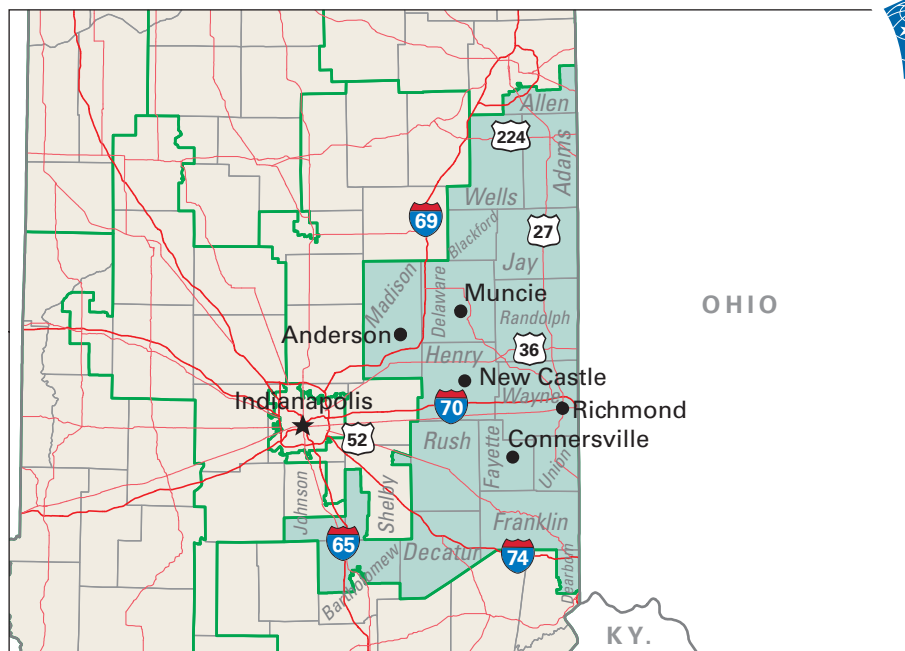 Allen
224
Adams
Wells
69
Blackford
27
Jay
Madison
Delaware
Muncie
OHIO
Randolph
Anderson
36
Henry
New Castle
Wayne
Indianapolis
70
Richmond
52
Rush
Connersville
Fayette
Union
Johnson
Shelby
Franklin
65
Decatur
74
Bartholomew
Dearborn
KY.